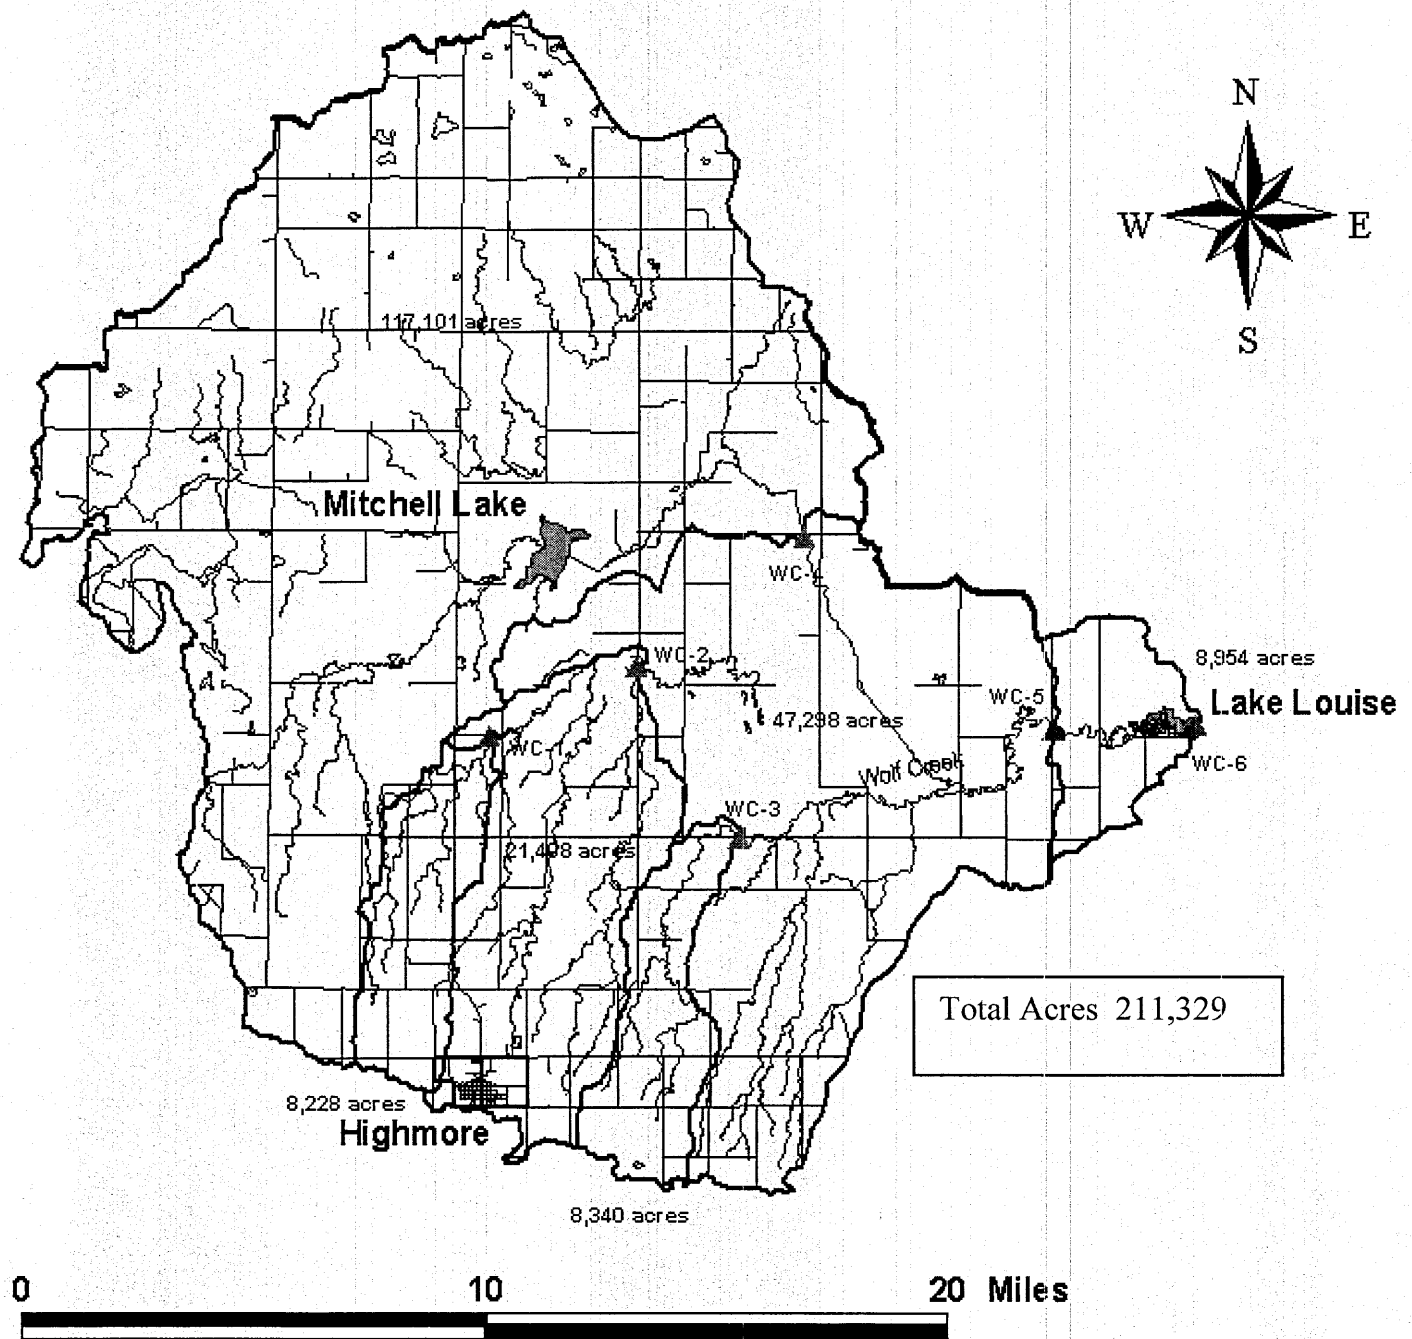 N
W E
S
117,101 acres
Mitchell Lake
WC-4
WC-2
8,954 acres
WC-5
Lake Louise
47,298 acres
WC-
WC-6
Wolf Creek
WC-3
21,408 acres
Total Acres 211,329
8,228 acres
Highmore
8,340 acres
0 10 20 Miles